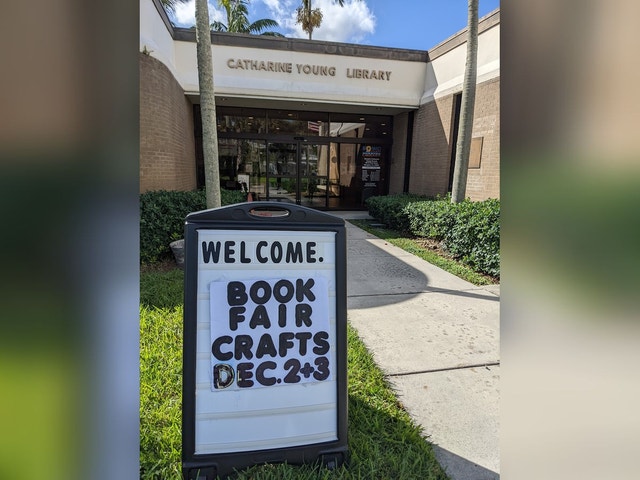 CATHARINE YOUNG LIBRARY
WELCOME.
BOOK
FAIR
CRAFTS
DEC. 2+3